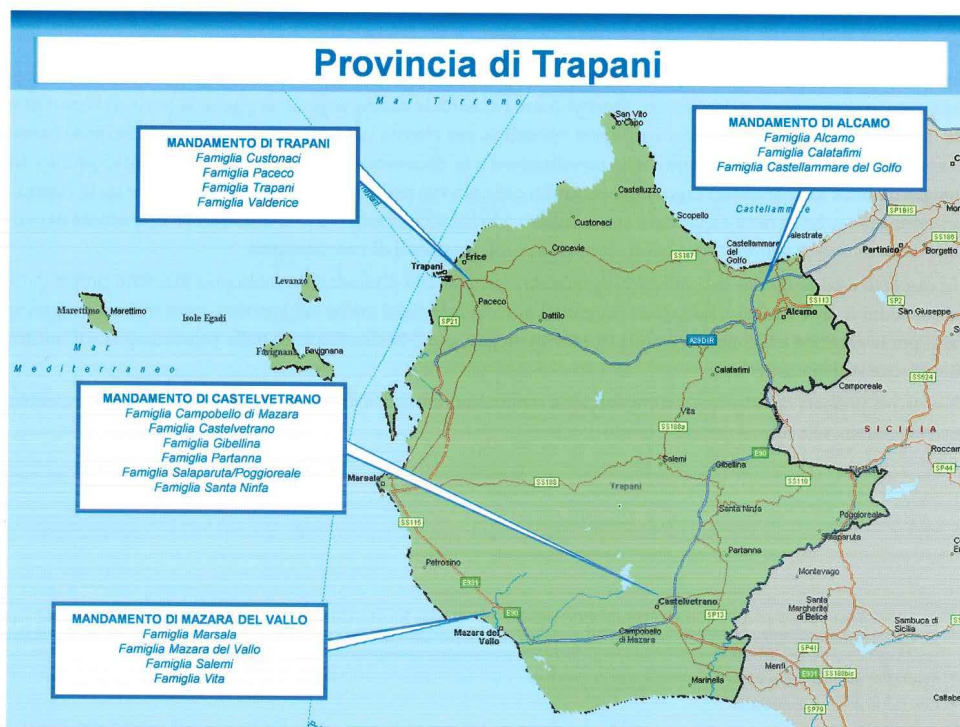 Provincia di Trapani
Mar Tirreno
MANDAMENTO DI TRAPANI
Famiglia Custonaci
Famiglia Paceco
Famiglia Trapani
Famiglia Valderice
MANDAMENTO DI ALCAMO
Famiglia Alcamo
Famiglia Calatafimi
Famiglia Castellammare del Golfo
San Vito
lo Capo
Castelluzzo
Custonaci
Scopello
Crocevie
Castellammare
del
Golfo
Balestrate
SP1BIS
SS186
Partinico
Borgetto
Erice
Trapani
SS187
Levanzo
Marettimo
Marettimo
Isole Egadi
Paceco
SP21
Dattilo
SS113
Alcamo
SP2
San Giuseppe
Favignana
Favignana
Mar
Mediterraneo
A29DIR
Calatafimi
SS624
Camporeale
MANDAMENTO DI CASTELVETRANO
Famiglia Campobello di Mazara
Famiglia Castelvetrano
Famiglia Gibellina
Famiglia Partanna
Famiglia Salaparuta/Poggioreale
Famiglia Santa Ninfa
Vita
SS188a
SICILIA
Salemi
Gibellina
E90
SP44
Marsala
SS188
Trapani
SS119
Santa Ninfa
Poggioreale
Salaparuta
SS115
Partanna
Petrosino
E931
Montevago
Castelvetrano
Santa
Margherita
di Belice
Sambuca di
Sicilia
MANDAMENTO DI MAZARA DEL VALLO
Famiglia Marsala
Famiglia Mazara del Vallo
Famiglia Salemi
Famiglia Vita
E90
SP13
Mazara del
Vallo
Campobello
di Mazara
SP41
Menfi
Marinella
E931
SS188bis
SP79